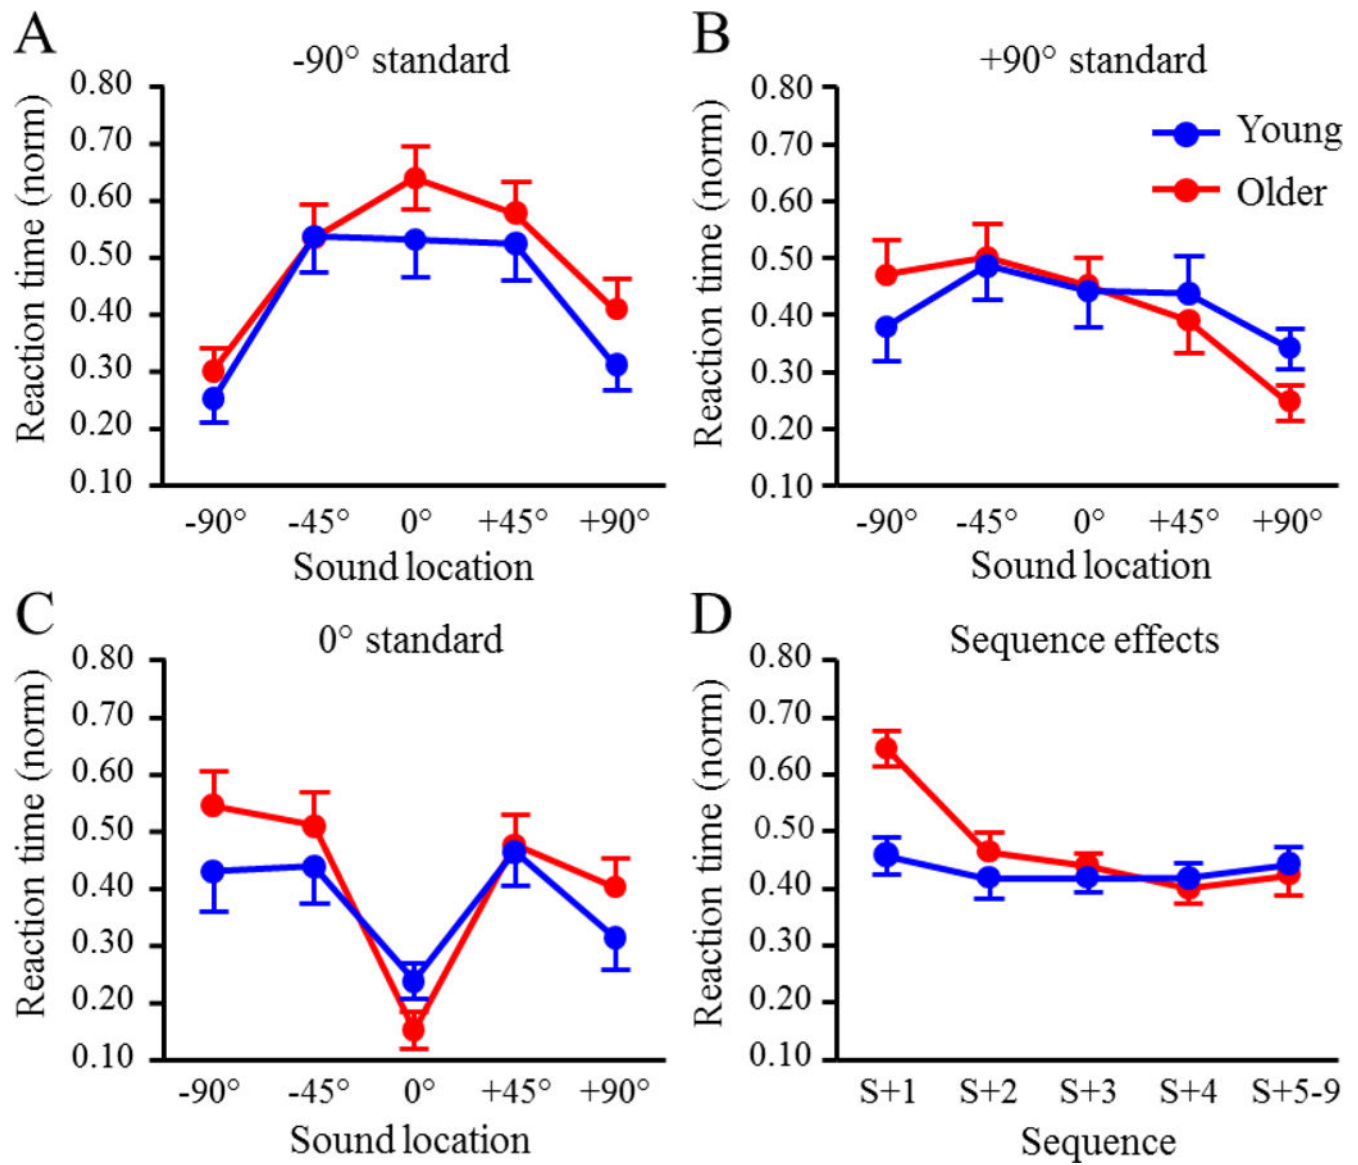 A
-90° standard
Reaction time (norm)
0.80
0.70
0.60
0.50
0.40
0.30
0.20
0.10
-90° -45° 0° +45° +90°
Sound location
B
+90° standard
Reaction time (norm)
0.80
0.70
0.60
0.50
0.40
0.30
0.20
0.10
Young
Older
-90° -45° 0° +45° +90°
Sound location
C
0° standard
Reaction time (norm)
0.80
0.70
0.60
0.50
0.40
0.30
0.20
0.10
-90° -45° 0° +45° +90°
Sound location
D
Sequence effects
Reaction time (norm)
0.80
0.70
0.60
0.50
0.40
0.30
0.20
0.10
S+1 S+2 S+3 S+4 S+5-9
Sequence